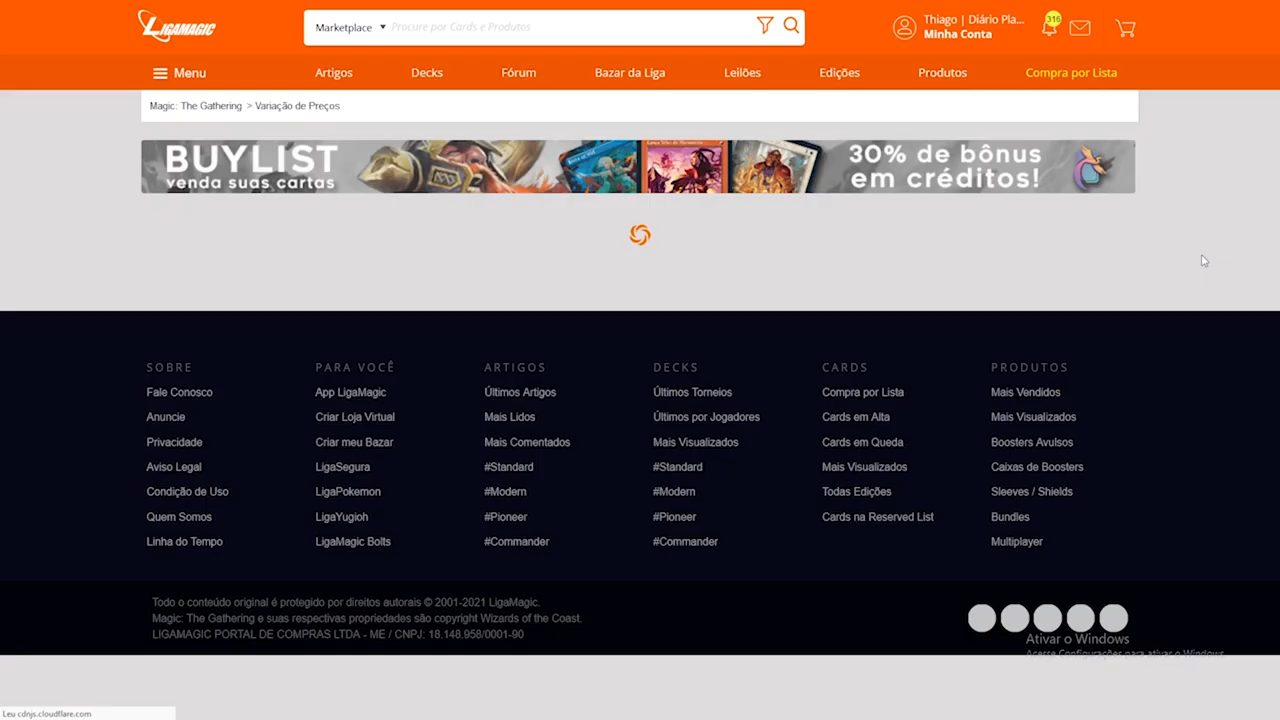 LIGAMAGIC
Marketplace
Procure por Cards e Produtos
Thiago | Diário Pla...
Minha Conta
316
Menu
Artigos
Decks
Fórum
Bazar da Liga
Leilões
Edições
Produtos
Compra por Lista
Magic: The Gathering > Variação de Preços
BUYLIST
venda suas cartas
30% de bônus
em créditos!
SOBRE
Fale Conosco
Anuncie
Privacidade
Aviso Legal
Condição de Uso
Quem Somos
Linha do Tempo
PARA VOCÊ
App LigaMagic
Criar Loja Virtual
Criar meu Bazar
LigaSegura
LigaPokemon
LigaYugioh
LigaMagic Bolts
ARTIGOS
Últimos Artigos
Mais Lidos
Mais Comentados
#Standard
#Modern
#Pioneer
#Commander
DECKS
Últimos Torneios
Últimos por Jogadores
Mais Visualizados
#Standard
#Modern
#Pioneer
#Commander
CARDS
Compra por Lista
Cards em Alta
Cards em Queda
Mais Visualizados
Todas Edições
Cards na Reserved List
PRODUTOS
Mais Vendidos
Mais Visualizados
Boosters Avulsos
Caixas de Boosters
Sleeves / Shields
Bundles
Multiplayer
Todo o conteúdo original é protegido por direitos autorais © 2001-2021 LigaMagic.
Magic: The Gathering e suas respectivas propriedades são copyright Wizards of the Coast.
LIGAMAGIC PORTAL DE COMPRAS LTDA - ME / CNPJ: 18.148.958/0001-90
Ativar o Windows
Acesse Configurações para ativar o Windows.
Leu cdnjs.cloudflare.com